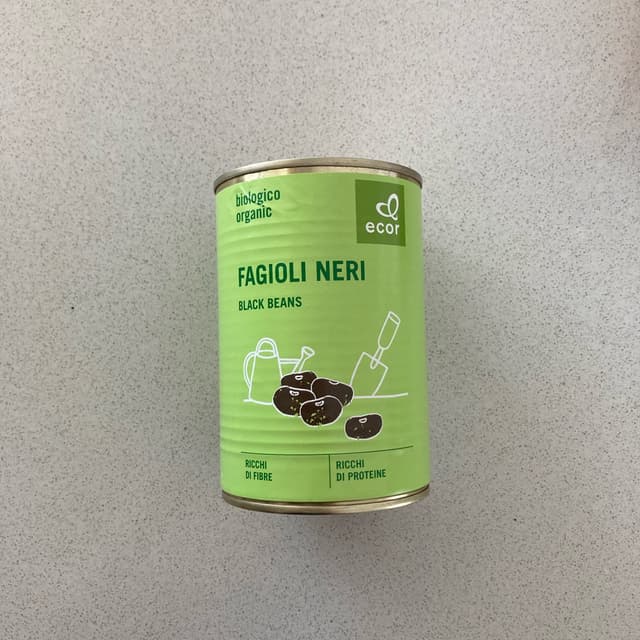 biologico
organic
ecor
FAGIOLI NERI
BLACK BEANS
RICCHI
DI FIBRE
RICCHI
DI PROTEINE